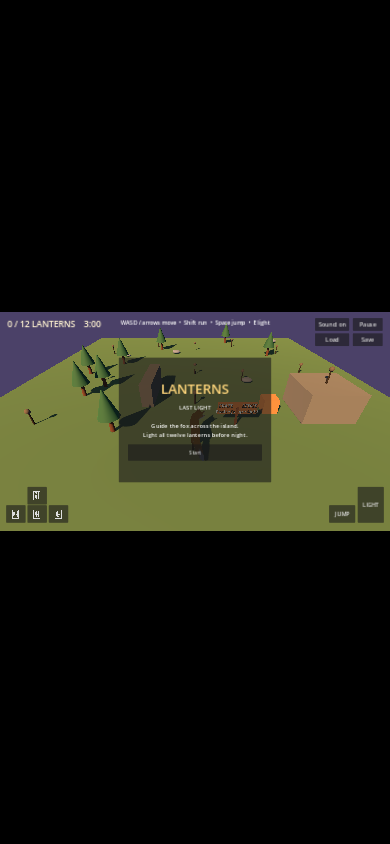 0 / 12 LANTERNS 3:00
WASD / arrows move • Shift run • Space jump • E light
Sound on
Pause
Load
Save
LANTERNS
LAST LIGHT
Guide the fox across the island.
Light all twelve lanterns before night.
Start
LIGHT
JUMP